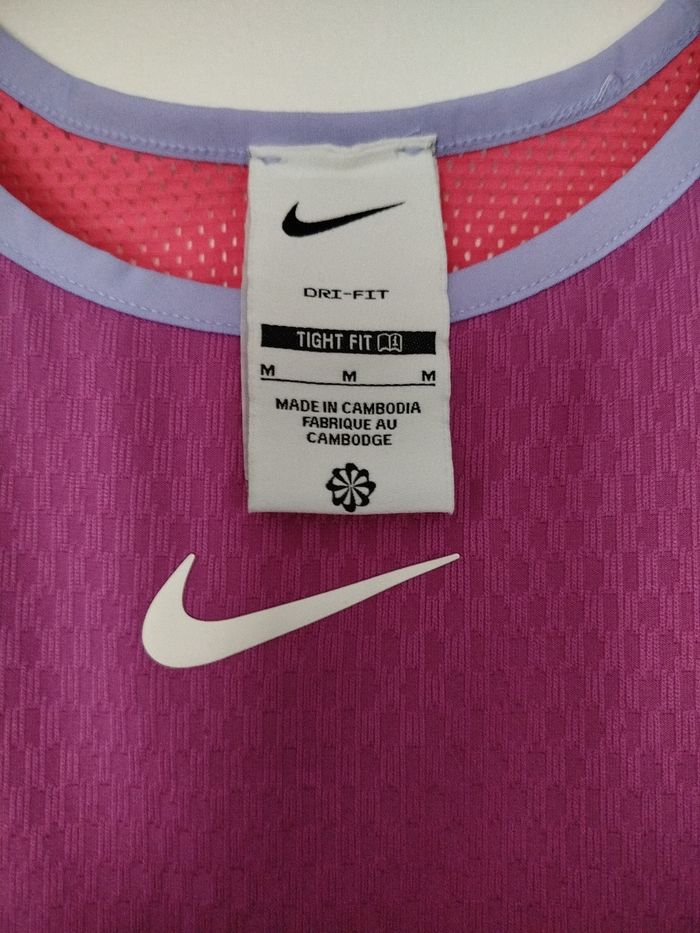 DRI-FIT
TIGHT FIT
M M M
MADE IN CAMBODIA
FABRIQUE AU
CAMBODGE